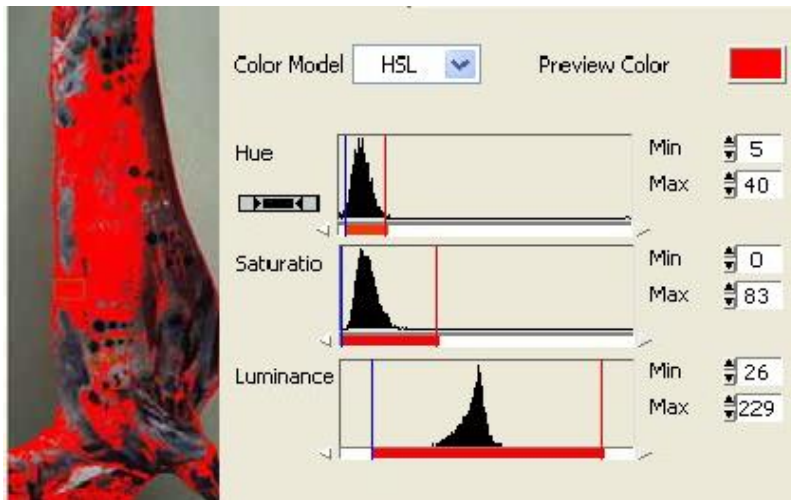 Color Model HSL Preview Color
Hue Min 5
Max 40
Saturatio Min 0
Max 83
Luminance Min 26
Max 229